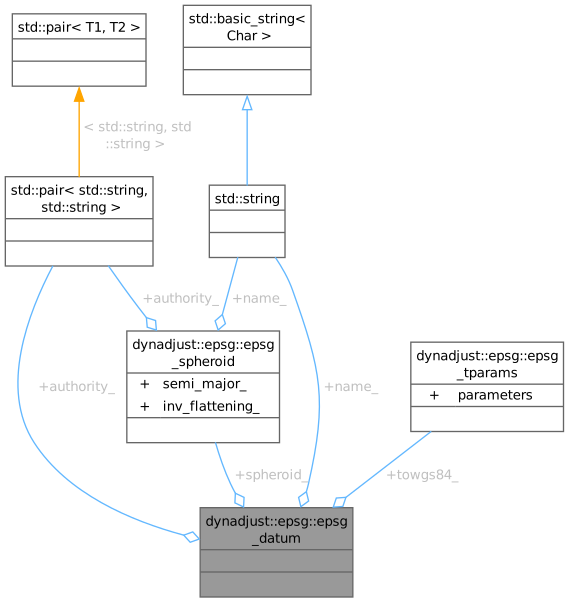 std::pair< T1, T2 >
std::basic_string<
Char >
< std::string, std
::string >
std::pair< std::string,
std::string >
std::string
+authority_
+name_
dynadjust::epsg::epsg
_spheroid
+ semi_major_
+ inv_flattening_
dynadjust::epsg::epsg
_tparams
+ parameters
+authority_
+name_
+spheroid_
+towgs84_
dynadjust::epsg::epsg
_datum